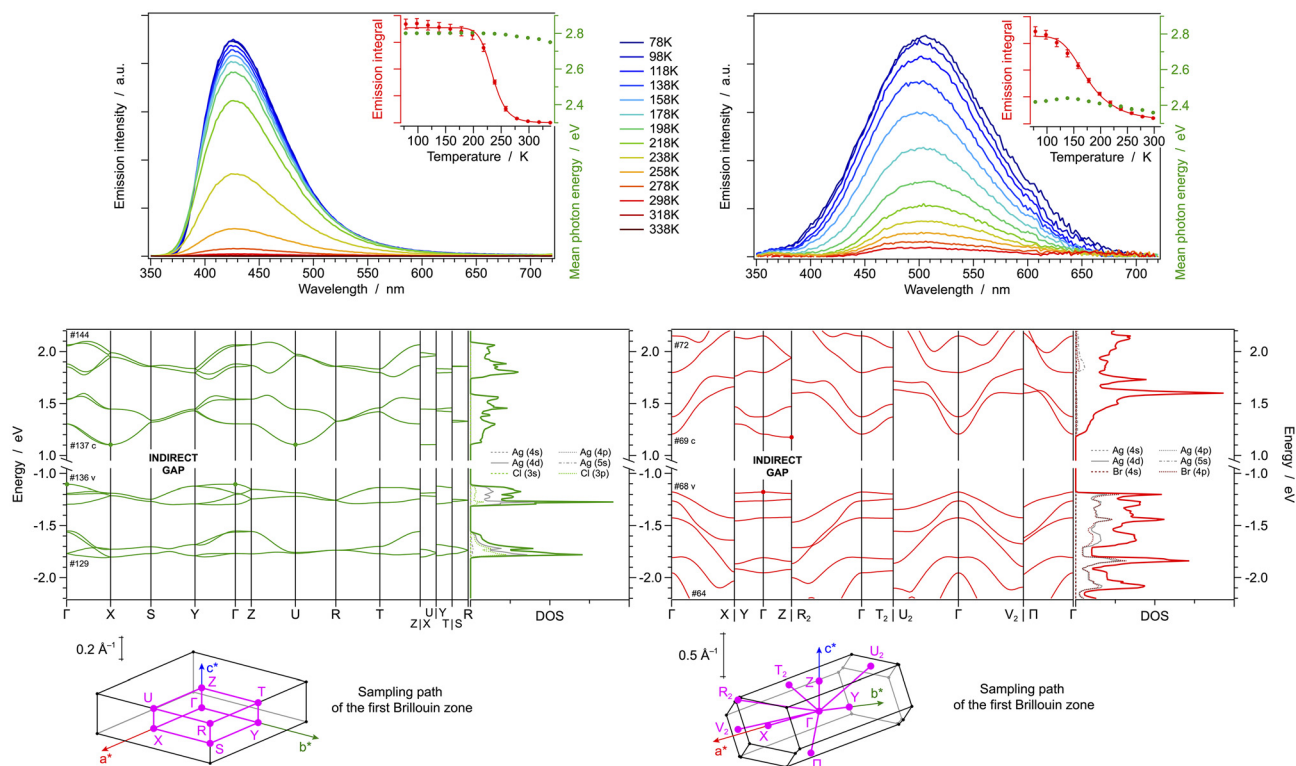 Emission intensity / a.u.
Emission integral
2.8
2.6
2.4
Mean photon energy / eV
100 150 200 250 300
Temperature / K
350 400 450 500 550 600 650 700
Wavelength / nm
78K
98K
118K
138K
158K
178K
198K
218K
238K
258K
278K
298K
318K
338K
Emission intensity / a.u.
Emission integral
2.8
2.6
2.4
2.2
Mean photon energy / eV
100 150 200 250 300
Temperature / K
350 400 450 500 550 600 650 700
Wavelength / nm
Energy / eV
2.0
1.5
1.0
-1.0
-1.5
-2.0
#144
#137 c
INDIRECT
GAP
#136 v
#129
Ag (4s) Ag (4p)
Ag (4d) Ag (5s)
Cl (3s) Cl (3p)
Γ X S Y Γ Z U R T U Y R DOS
Z|X T|S
#72
#69 c
INDIRECT
GAP
#68 v
#64
Ag (4s) Ag (4p)
Ag (4d) Ag (5s)
Br (4s) Br (4p)
2.0
1.5
1.0
-1.0
-1.5
-2.0
Energy / eV
Γ X Y Γ Z R₂ Γ T₂ U₂ Γ V₂ Π Γ DOS
0.2 Å⁻¹
c*
Z
U
T
Γ
R
X
Y
S
a*
b*
Sampling path
of the first Brillouin zone
0.5 Å⁻¹
c*
U₂
T₂
Z
R₂
Y
b*
Γ
V₂
X
a*
Π
Sampling path
of the first Brillouin zone